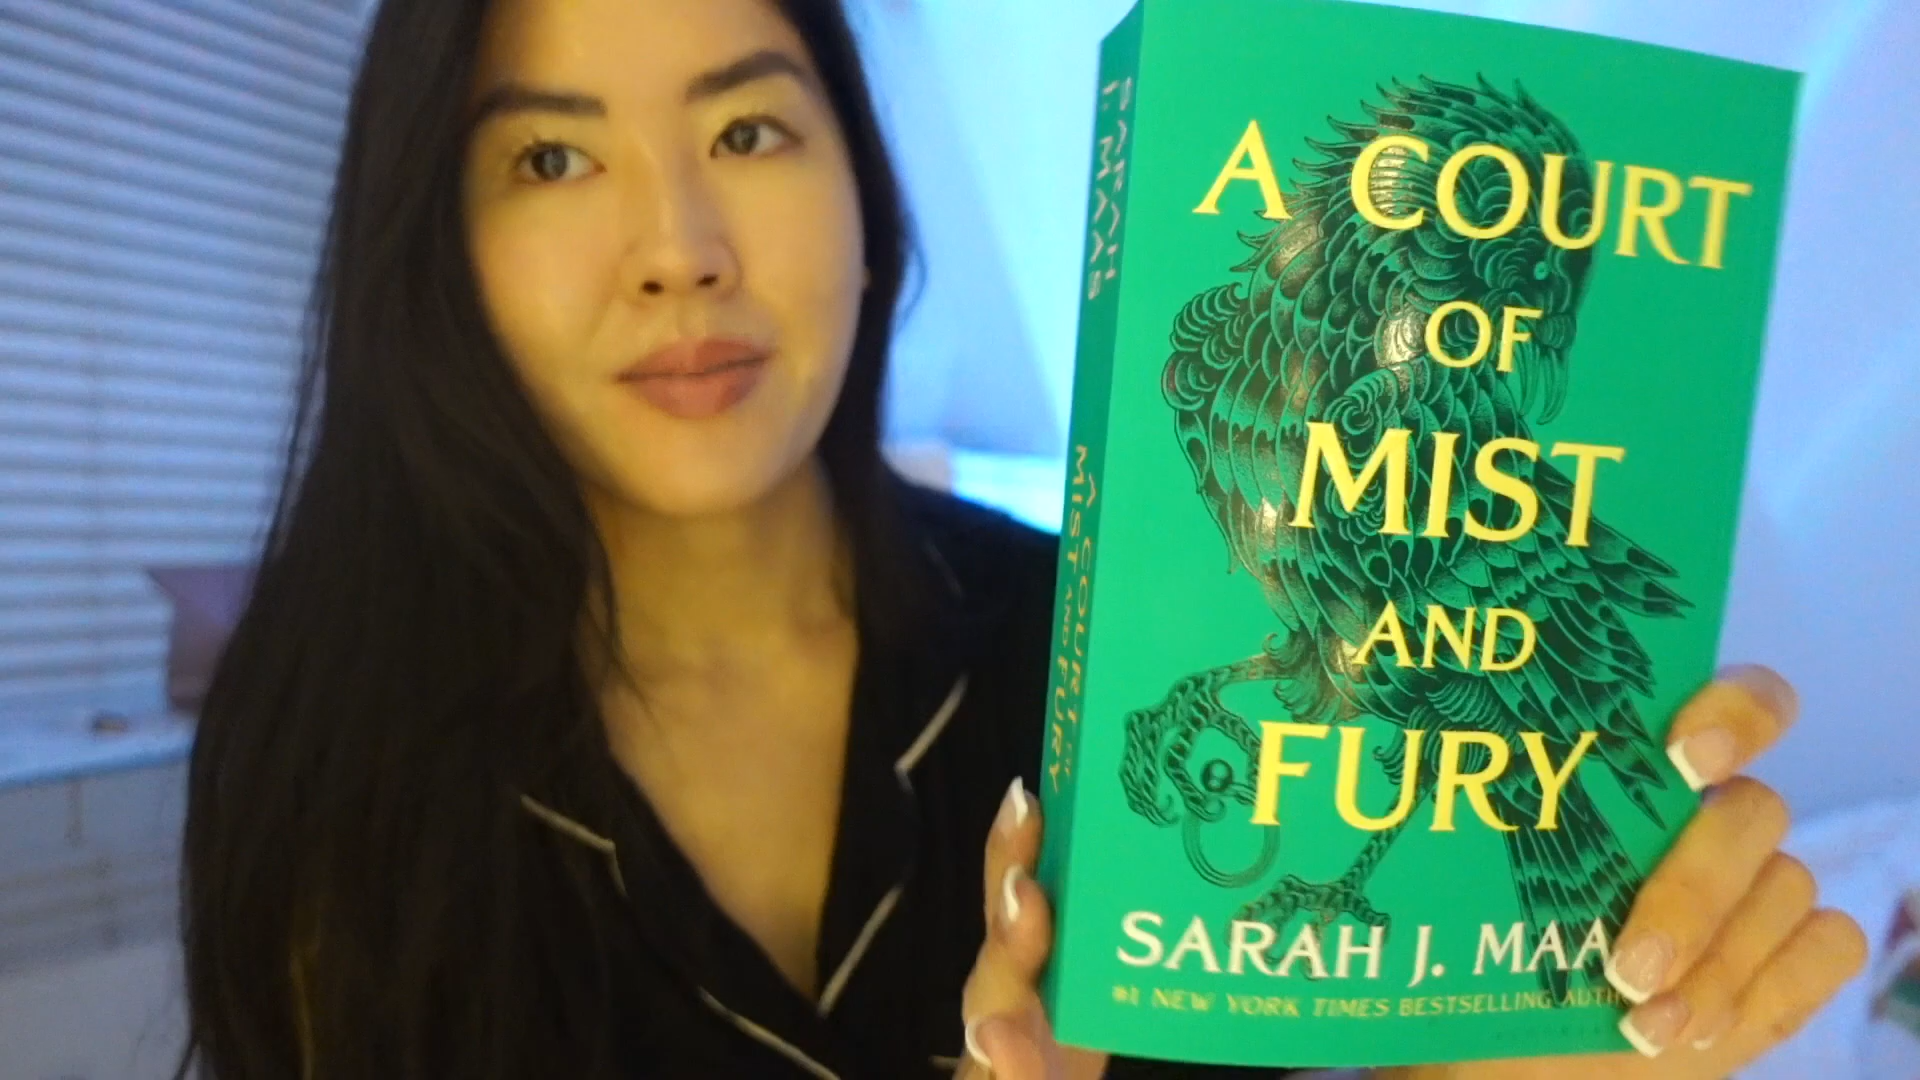 A COURT
OF
MIST
AND
FURY
SARAH J. MAA
#1 NEW YORK TIMES BESTSELLING AUTH
SARAH
J. MAAS
A COURT OF
MIST AND FURY